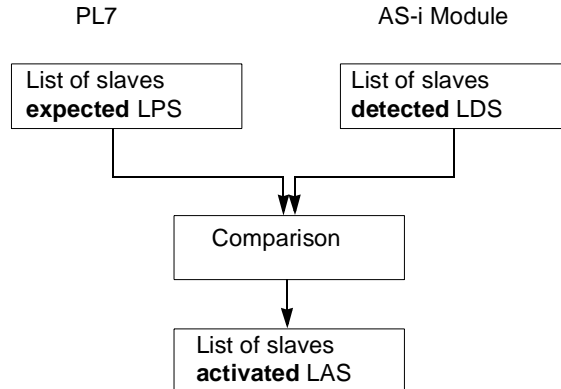 PL7
AS-i Module
List of slaves
expected LPS
List of slaves
detected LDS
Comparison
List of slaves
activated LAS